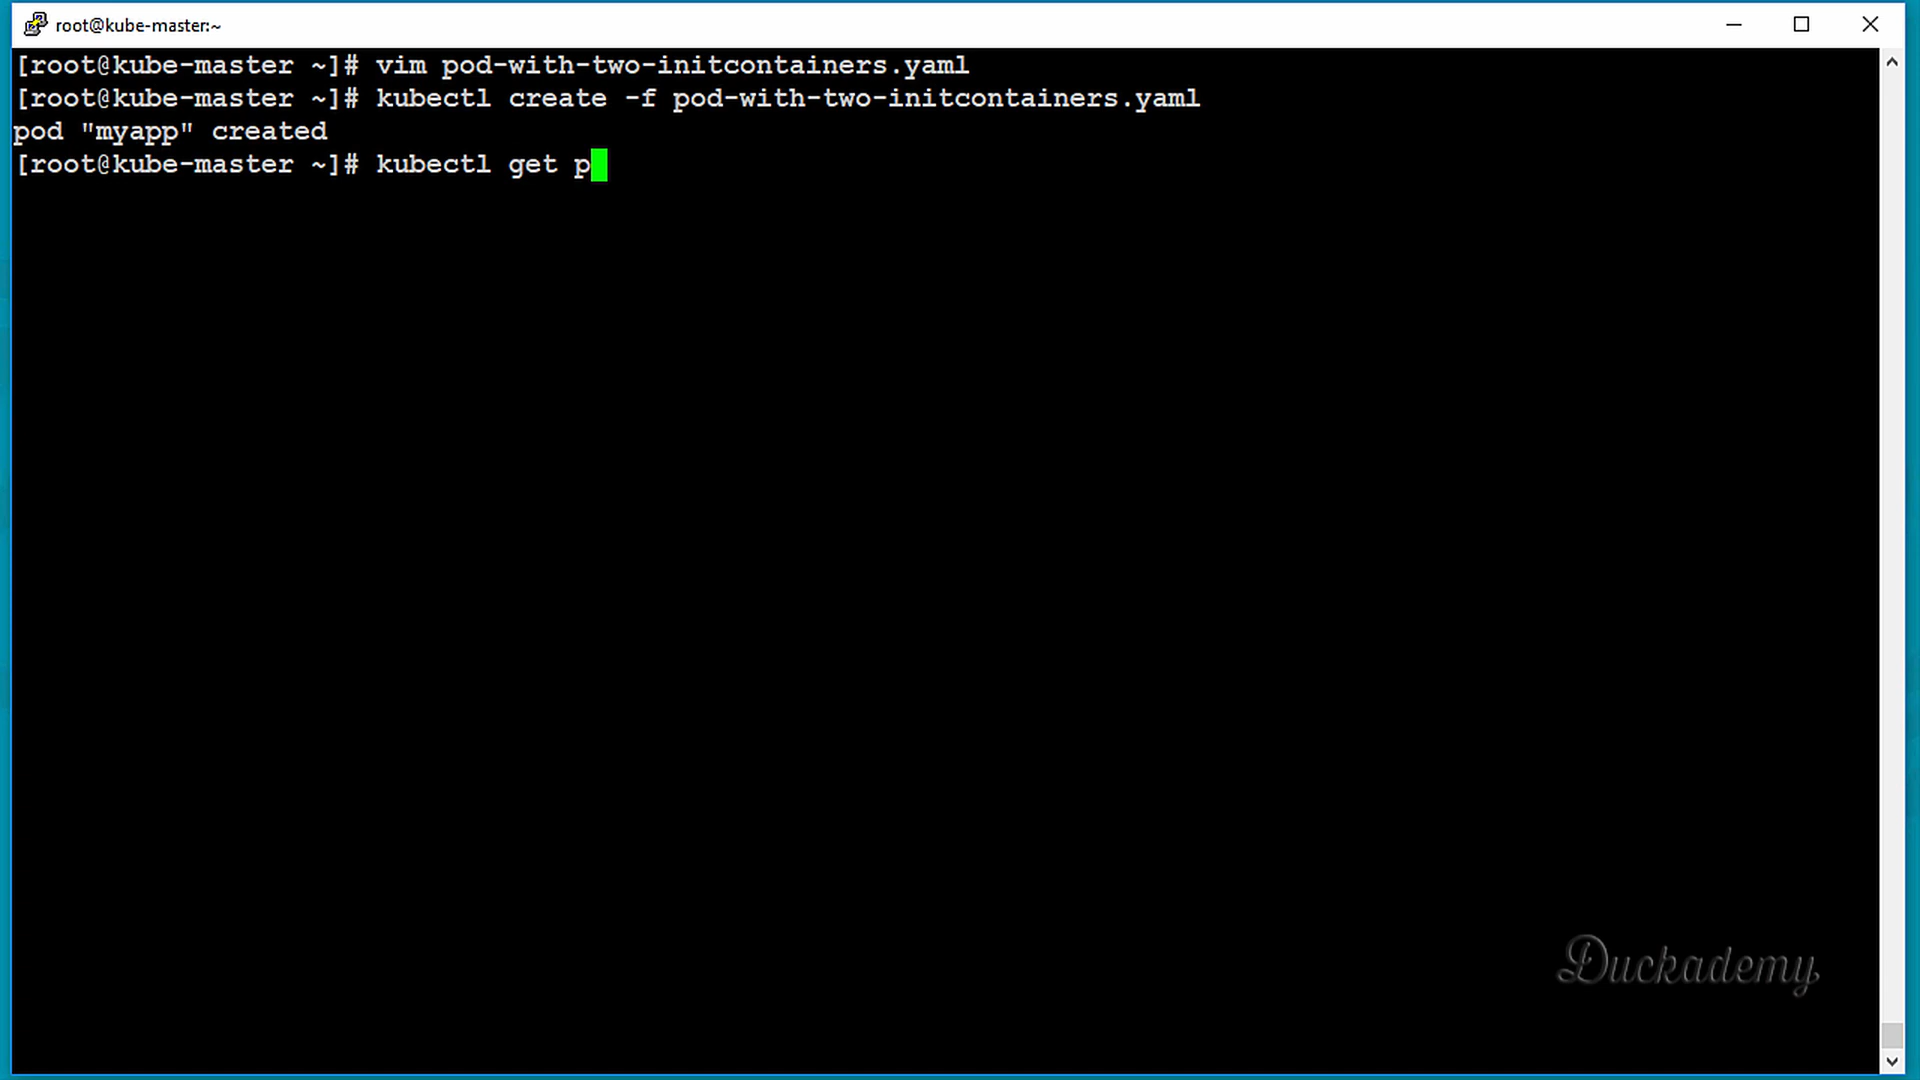 root@kube-master:~
[root@kube-master ~]# vim pod-with-two-initcontainers.yaml
[root@kube-master ~]# kubectl create -f pod-with-two-initcontainers.yaml
pod "myapp" created
[root@kube-master ~]# kubectl get p
Duckademy